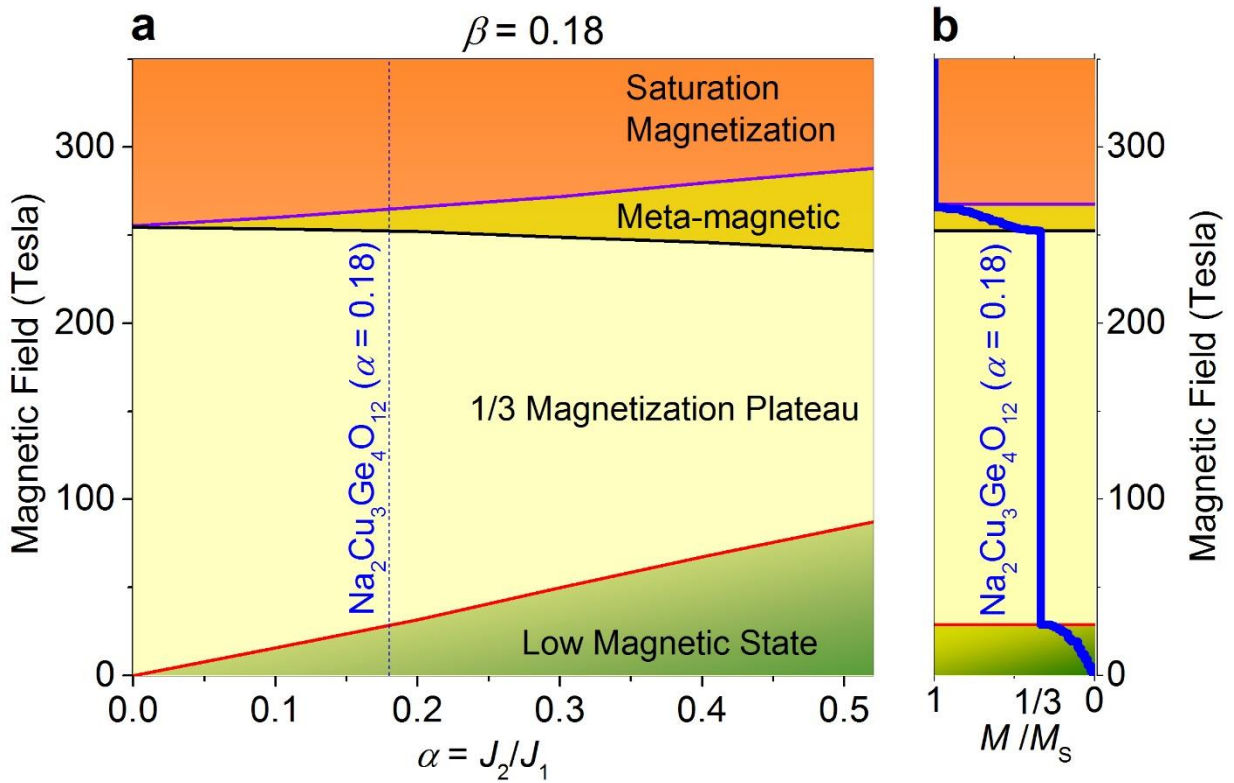 a
β = 0.18
Magnetic Field (Tesla)
300
200
100
0
Saturation
Magnetization
Meta-magnetic
Na2Cu3Ge4O12 (α = 0.18)
1/3 Magnetization Plateau
Low Magnetic State
0.0 0.1 0.2 0.3 0.4 0.5
α = J2/J1
b
Na2Cu3Ge4O12 (α = 0.18)
300
200
100
0
Magnetic Field (Tesla)
1 1/3 0
M /MS